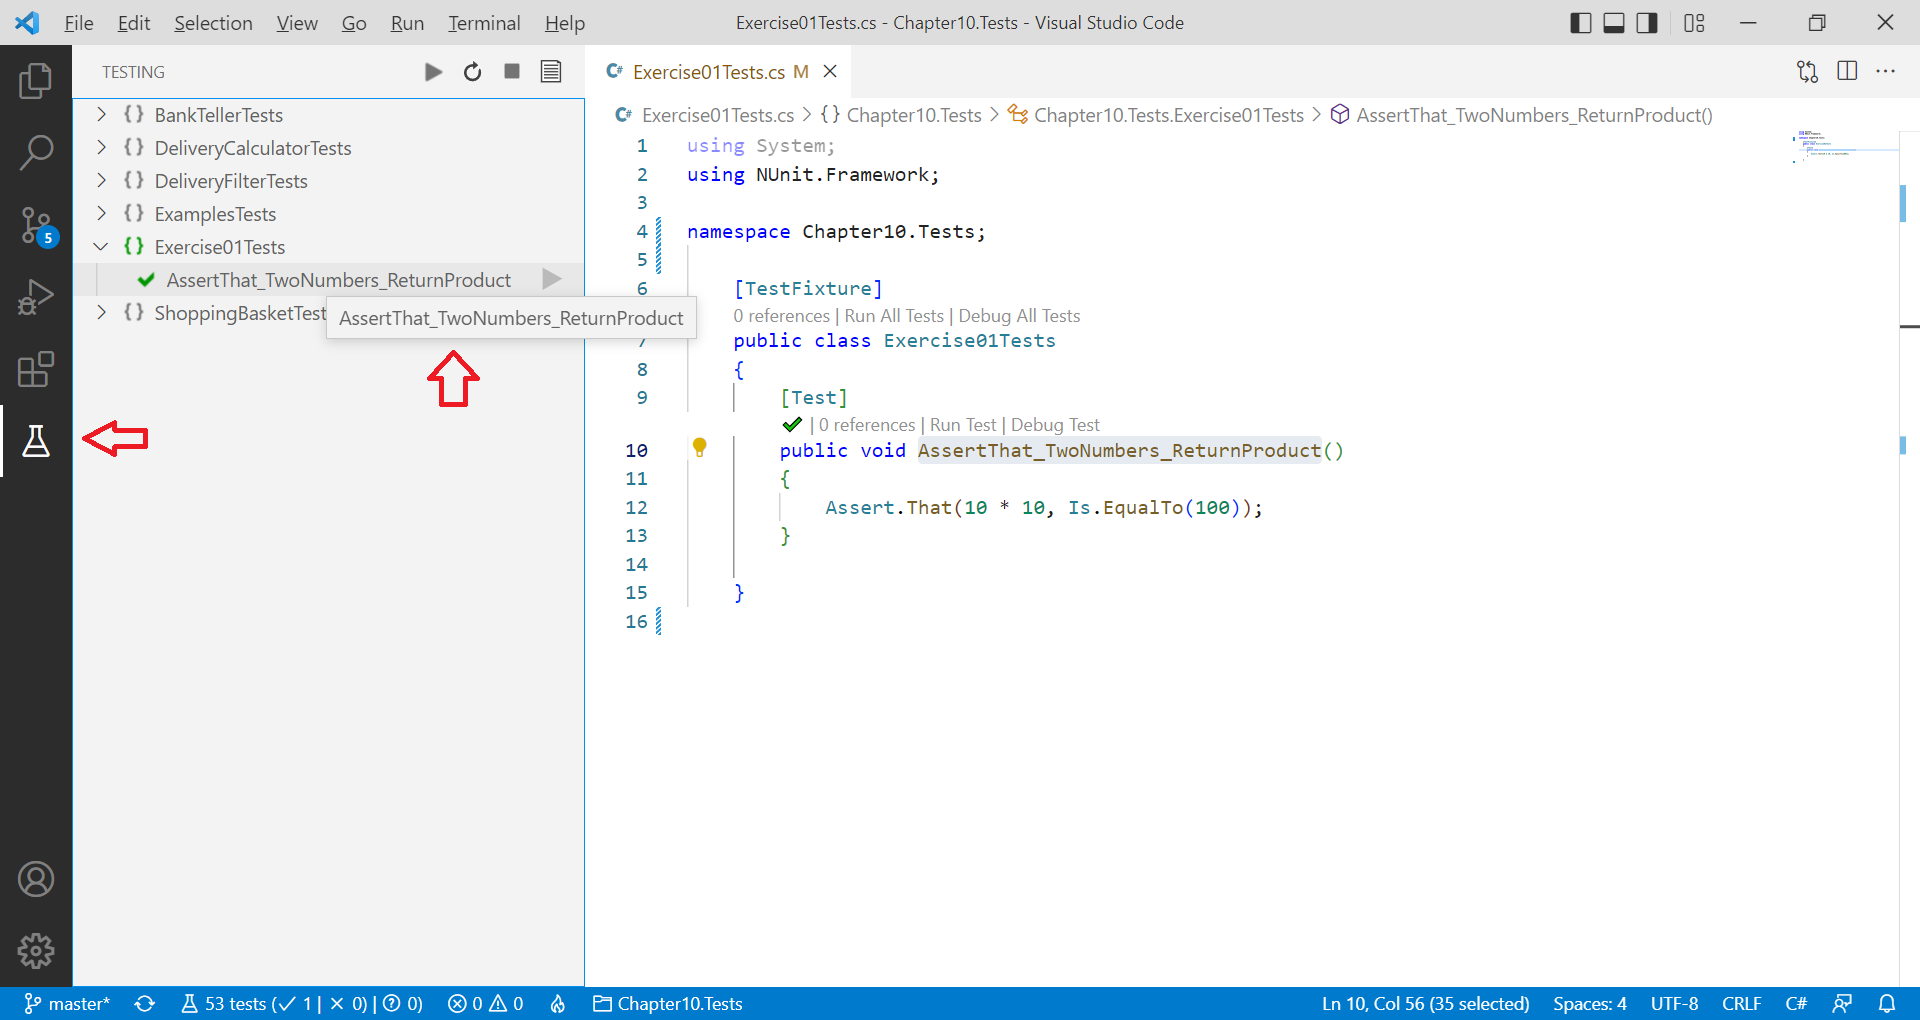 File Edit Selection View Go Run Terminal Help
Exercise01Tests.cs - Chapter10.Tests - Visual Studio Code
TESTING
{} BankTellerTests
{} DeliveryCalculatorTests
{} DeliveryFilterTests
{} ExamplesTests
{} Exercise01Tests
AssertThat_TwoNumbers_ReturnProduct
{} ShoppingBasketTest
AssertThat_TwoNumbers_ReturnProduct
5
C# Exercise01Tests.cs M
C# Exercise01Tests.cs > {} Chapter10.Tests > Chapter10.Tests.Exercise01Tests > AssertThat_TwoNumbers_ReturnProduct()
1 using System;
2 using NUnit.Framework;
3
4 namespace Chapter10.Tests;
5
6 [TestFixture]
0 references | Run All Tests | Debug All Tests
7 public class Exercise01Tests
8 {
9 [Test]
✔ | 0 references | Run Test | Debug Test
10 public void AssertThat_TwoNumbers_ReturnProduct()
11 {
12 Assert.That(10 * 10, Is.EqualTo(100));
13 }
14
15 }
16
master* 53 tests (✓ 1 | ✕ 0) | ? 0) 0 0 Chapter10.Tests Ln 10, Col 56 (35 selected) Spaces: 4 UTF-8 CRLF C#